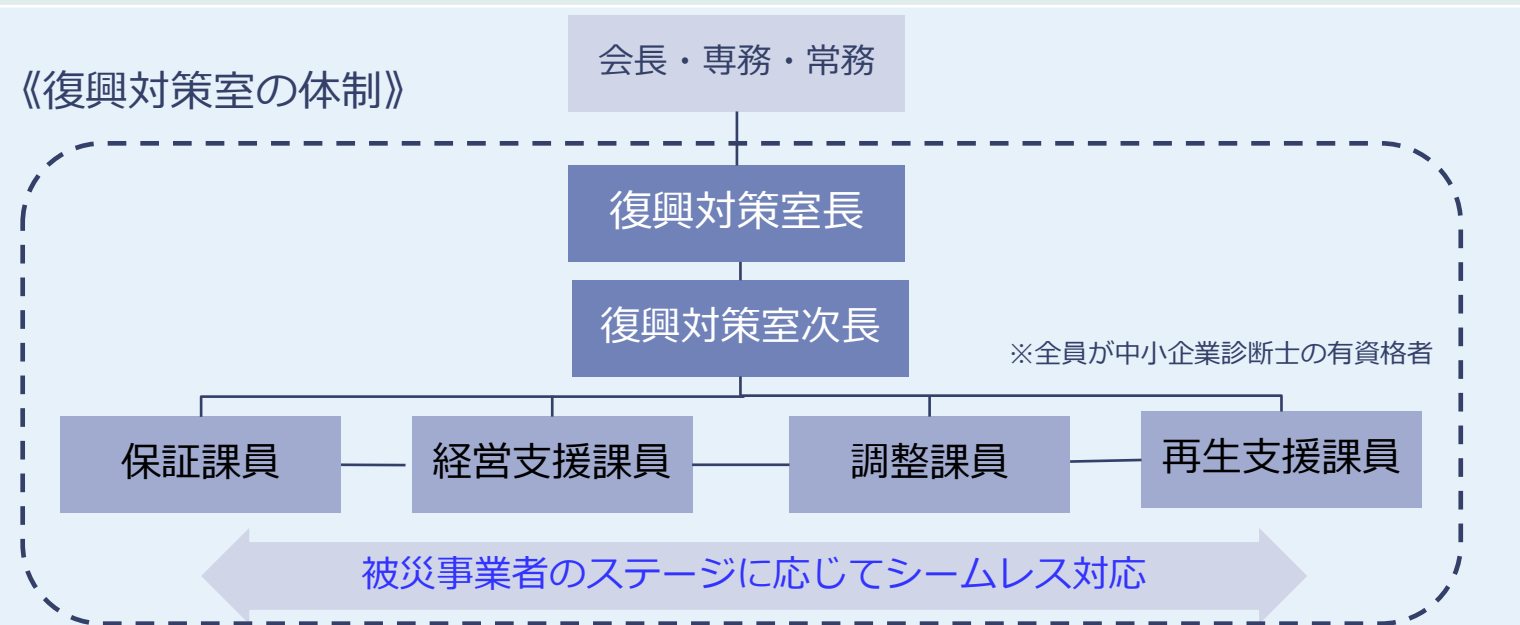 会長・専務・常務
《復興対策室の体制》
復興対策室長
復興対策室次長
※全員が中小企業診断士の有資格者
保証課員
経営支援課員
調整課員
再生支援課員
被災事業者のステージに応じてシームレス対応